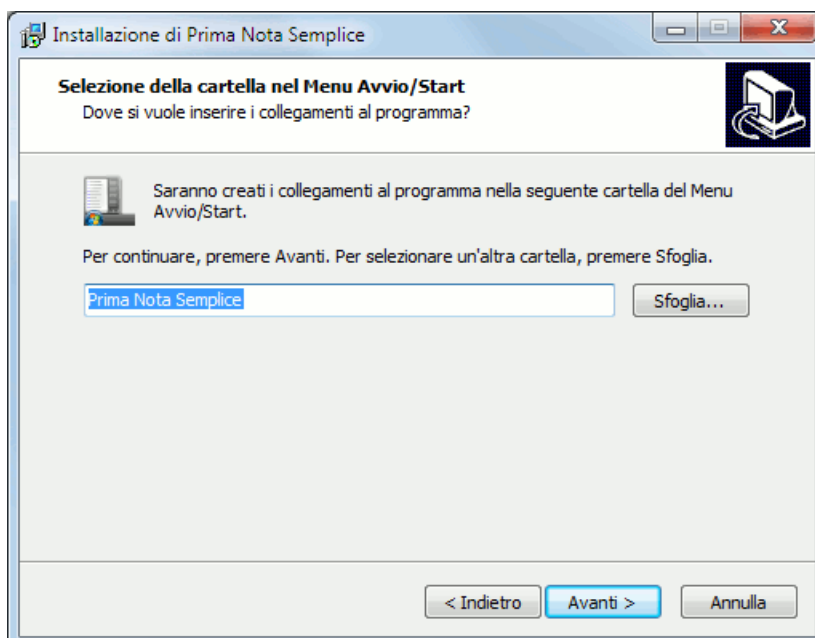 Installazione di Prima Nota Semplice
Selezione della cartella nel Menu Avvio/Start
Dove si vuole inserire i collegamenti al programma?
Saranno creati i collegamenti al programma nella seguente cartella del Menu
Avvio/Start.
Per continuare, premere Avanti. Per selezionare un'altra cartella, premere Sfoglia.
Prima Nota Semplice
Sfoglia...
< Indietro
Avanti >
Annulla